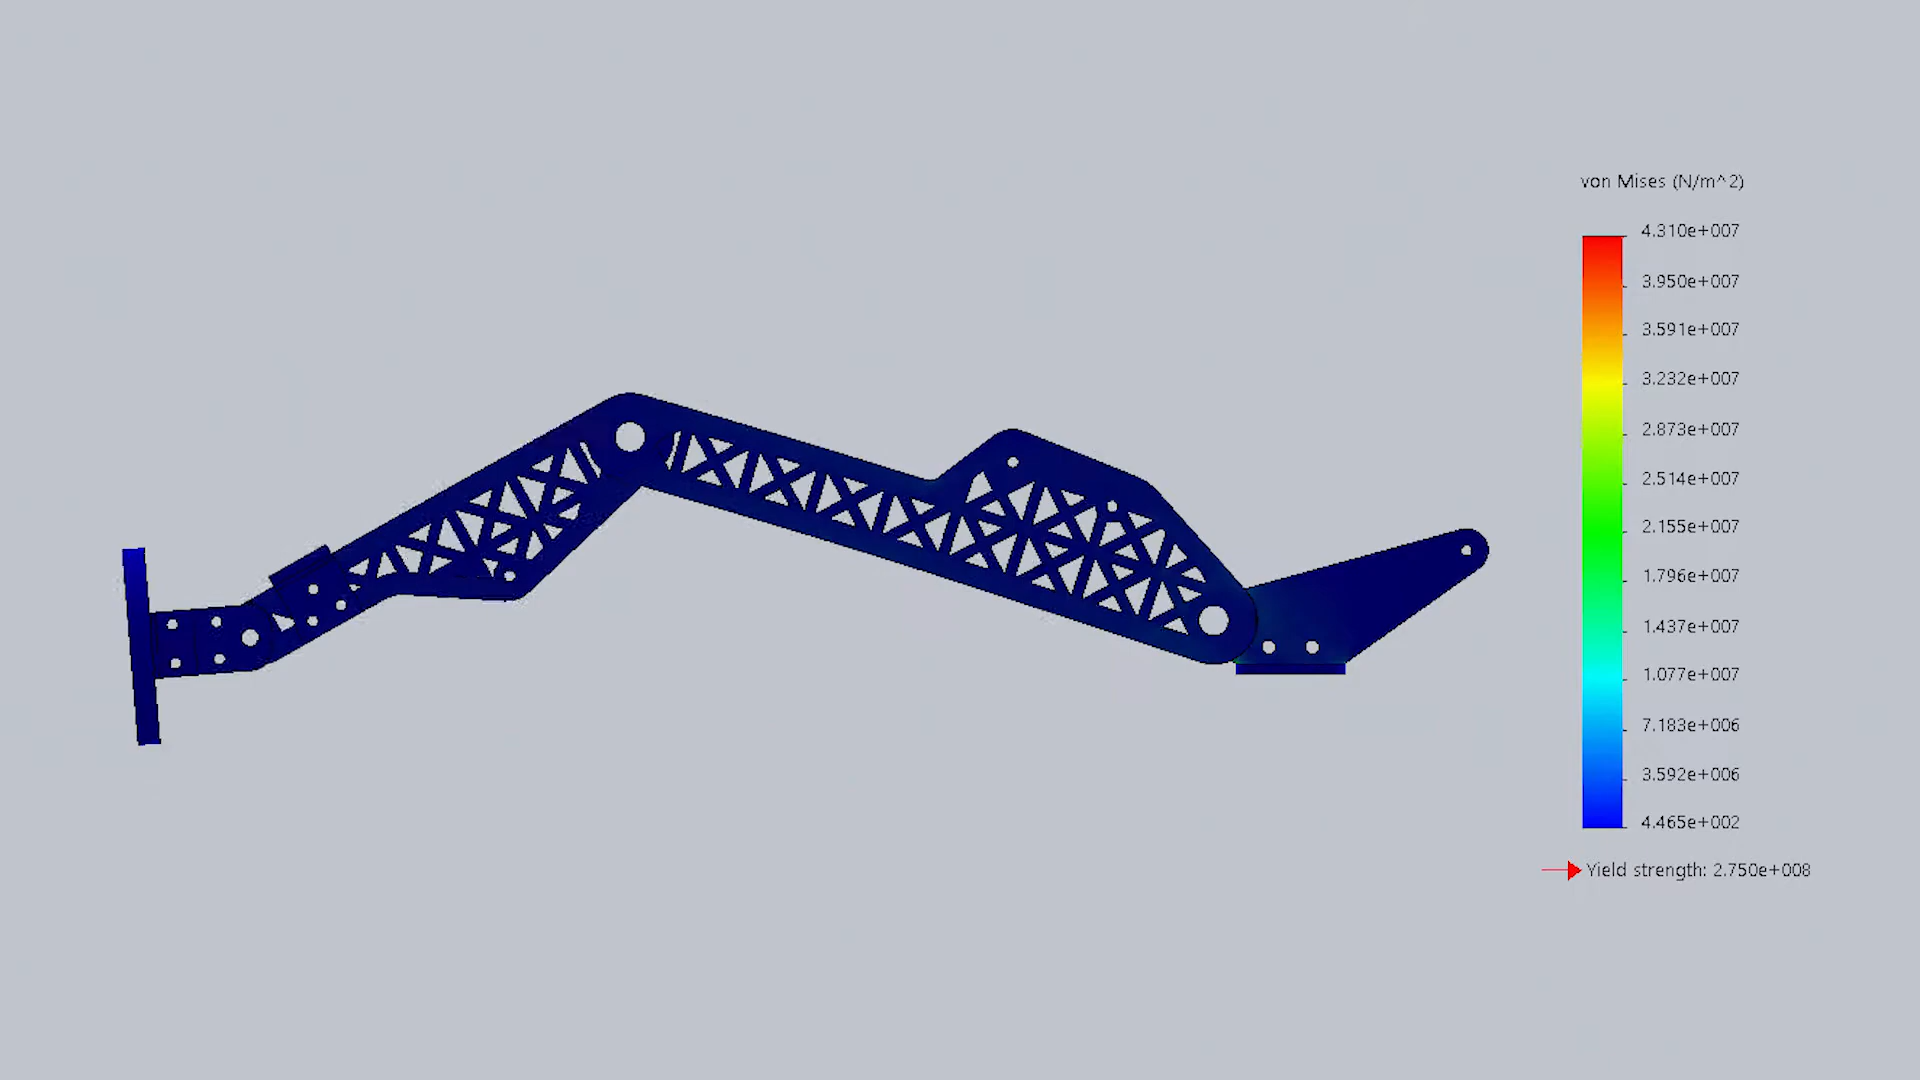 von Mises (N/m^2)
4.310e+007
3.950e+007
3.591e+007
3.232e+007
2.873e+007
2.514e+007
2.155e+007
1.796e+007
1.437e+007
1.077e+007
7.183e+006
3.592e+006
4.465e+002
Yield strength: 2.750e+008